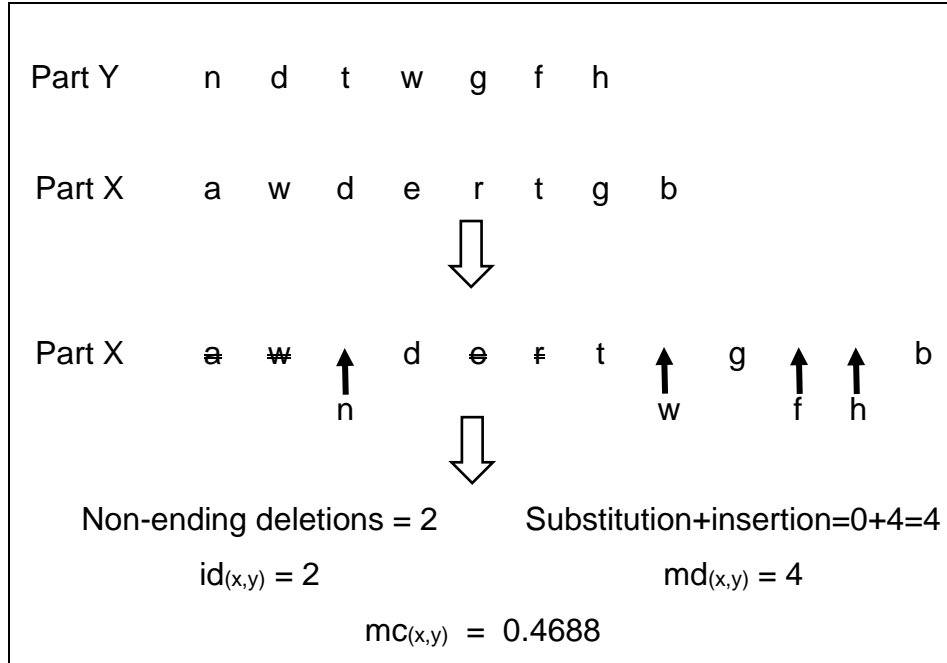 Part Y n d t w g f h
Part X a w d e r t g b
Part X a w d e r t g b
n w f h
Non-ending deletions = 2 Substitution+insertion=0+4=4
id(x,y) = 2 md(x,y) = 4
mc(x,y) = 0.4688